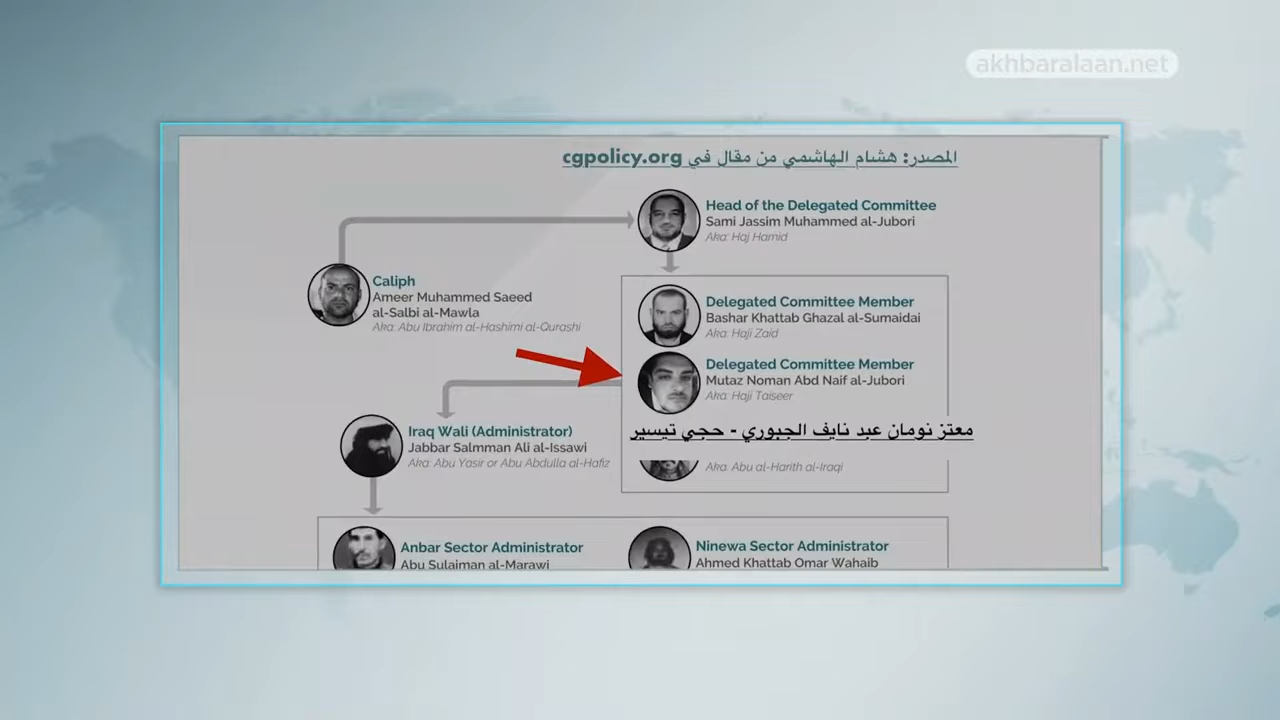 akhbaralaan.net
المصدر: هشام الهاشمي من مقال في cgpolicy.org
Head of the Delegated Committee
Sami Jassim Muhammed al-Jubori
Aka: Haj Hamid
Caliph
Ameer Muhammed Saeed
al-Salbi al-Mawla
Aka: Abu Ibrahim al-Hashimi al-Qurashi
Delegated Committee Member
Bashar Khattab Ghazal al-Sumaidai
Aka: Haji Zaid
Delegated Committee Member
Mutaz Noman Abd Naif al-Jubori
Aka: Haji Taiseer
معتز نومان عبد نايف الجبوري - حجي تيسير
Aka: Abu al-Harith al-Iraqi
Iraq Wali (Administrator)
Jabbar Salmman Ali al-Issawi
Aka: Abu Yasir or Abu Abdulla al-Hafiz
Anbar Sector Administrator
Abu Sulaiman al-Marawi
Ninewa Sector Administrator
Ahmed Khattab Omar Wahaib